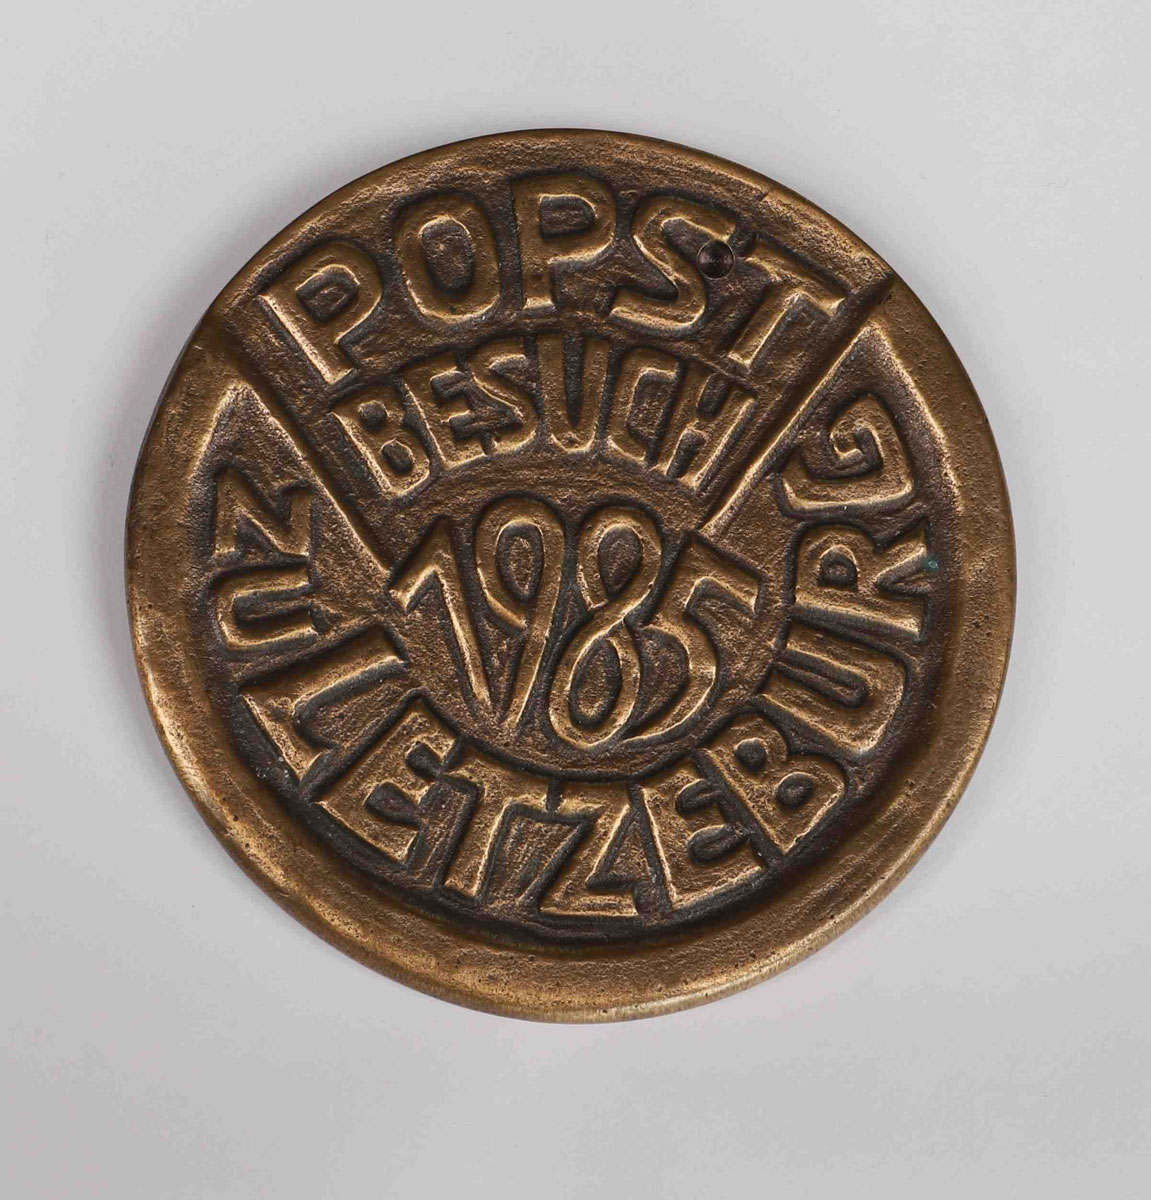 POPST
BESUCH
1985
ZU LETZEBURG